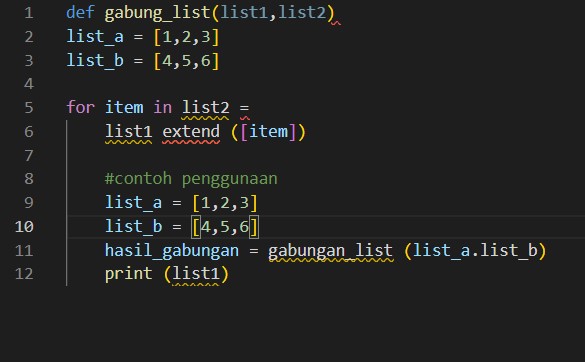 1 def gabung_list(list1,list2)
2 list_a = [1,2,3]
3 list_b = [4,5,6]
4
5 for item in list2 =
6     list1 extend ([item])
7
8     #contoh penggunaan
9     list_a = [1,2,3]
10     list_b = [4,5,6]
11     hasil_gabungan = gabungan_list (list_a.list_b)
12     print (list1)